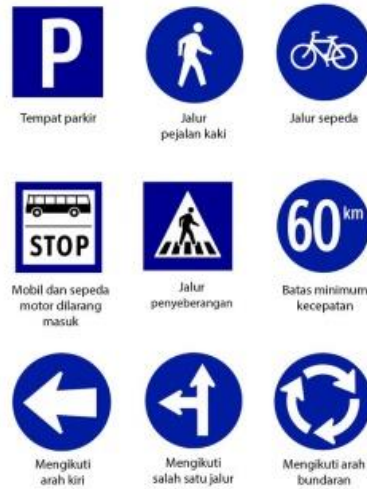 P
Tempat parkir
Jalur
pejalan kaki
Jalur sepeda
STOP
Mobil dan sepeda
motor dilarang
masuk
Jalur
penyeberangan
60 km
Batas minimum
kecepatan
Mengikuti
arah kiri
Mengikuti
salah satu jalur
Mengikuti arah
bundaran